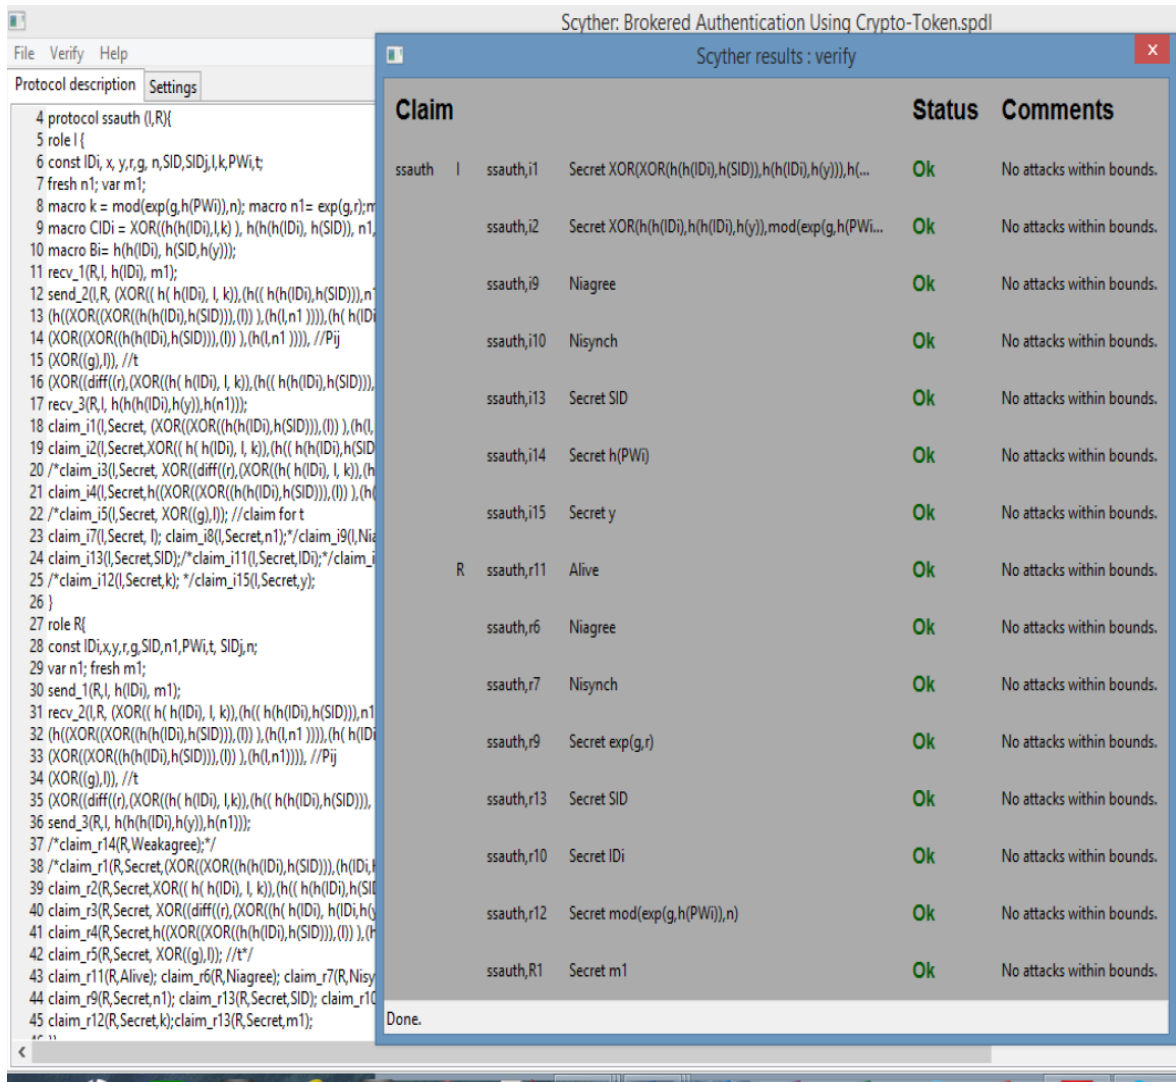 Scyther: Brokered Authentication Using Crypto-Token.spdl
File Verify Help
Protocol description Settings
4 protocol ssauth (I,R){
5 role I {
6 const IDi, x, y,r,g, n,SID,SIDj,I,k,PWi,t;
7 fresh n1; var m1;
8 macro k = mod(exp(g,h(PWi)),n); macro n1= exp(g,r);m
9 macro CIDi = XOR((h(h(IDi),I,k) ), h(h(h(IDi), h(SID)), n1,
10 macro Bi= h(h(IDi), h(SID,h(y)));
11 recv_1(R,I, h(IDi), m1);
12 send_2(I,R, (XOR(( h( h(IDi), I, k)),(h(( h(h(IDi),h(SID))),n1
13 (h((XOR((XOR((h(h(IDi),h(SID))),(I)) ),(h(I,n1 )))),(h( h(IDi
14 (XOR((XOR((h(h(IDi),h(SID))),(I)) ),(h(I,n1 )))), //Pij
15 (XOR((g),I)), //t
16 (XOR((diff((r),(XOR((h( h(IDi), I, k)),(h(( h(h(IDi),h(SID))),
17 recv_3(R,I, h(h(h(IDi),h(y)),h(n1)));
18 claim_i1(I,Secret, (XOR((XOR((h(h(IDi),h(SID))),(I)) ),(h(I,
19 claim_i2(I,Secret,XOR(( h( h(IDi), I, k)),(h(( h(h(IDi),h(SID
20 /*claim_i3(I,Secret, XOR((diff((r),(XOR((h( h(IDi), I, k)),(h
21 claim_i4(I,Secret,h((XOR((XOR((h(h(IDi),h(SID))),(I)) ),(h(
22 /*claim_i5(I,Secret, XOR((g),I)); //claim for t
23 claim_i7(I,Secret, I); claim_i8(I,Secret,n1);*/claim_i9(I,Nia
24 claim_i13(I,Secret,SID);/*claim_i11(I,Secret,IDi);*/claim_i
25 /*claim_i12(I,Secret,k); */claim_i15(I,Secret,y);
26 }
27 role R{
28 const IDi,x,y,r,g,SID,n1,PWi,t, SIDj,n;
29 var n1; fresh m1;
30 send_1(R,I, h(IDi), m1);
31 recv_2(I,R, (XOR(( h( h(IDi), I, k)),(h(( h(h(IDi),h(SID))),n1
32 (h((XOR((XOR((h(h(IDi),h(SID))),(I)) ),(h(I,n1 )))),(h( h(IDi
33 (XOR((XOR((h(h(IDi),h(SID))),(I)) ),(h(I,n1)))), //Pij
34 (XOR((g),I)), //t
35 (XOR((diff((r),(XOR((h( h(IDi), I,k)),(h(( h(h(IDi),h(SID))),
36 send_3(R,I, h(h(h(IDi),h(y)),h(n1)));
37 /*claim_r14(R,Weakagree);*/
38 /*claim_r1(R,Secret,(XOR((XOR((h(h(IDi),h(SID))),(h(IDi,h
39 claim_r2(R,Secret,XOR(( h( h(IDi), I, k)),(h(( h(h(IDi),h(SID
40 claim_r3(R,Secret, XOR((diff((r),(XOR((h( h(IDi), h(IDi,h(y
41 claim_r4(R,Secret,h((XOR((XOR((h(h(IDi),h(SID))),(I)) ),(h
42 claim_r5(R,Secret, XOR((g),I)); //t*/
43 claim_r11(R,Alive); claim_r6(R,Niagree); claim_r7(R,Nisy
44 claim_r9(R,Secret,n1); claim_r13(R,Secret,SID); claim_r10
45 claim_r12(R,Secret,k);claim_r13(R,Secret,m1);
Scyther results : verify
Claim Status Comments
ssauth I ssauth,i1 Secret XOR(XOR(h(h(IDi),h(SID)),h(h(IDi),h(y))),h(... Ok No attacks within bounds.
ssauth,i2 Secret XOR(h(h(IDi),h(h(IDi),h(y)),mod(exp(g,h(PWi... Ok No attacks within bounds.
ssauth,i9 Niagree Ok No attacks within bounds.
ssauth,i10 Nisynch Ok No attacks within bounds.
ssauth,i13 Secret SID Ok No attacks within bounds.
ssauth,i14 Secret h(PWi) Ok No attacks within bounds.
ssauth,i15 Secret y Ok No attacks within bounds.
R ssauth,r11 Alive Ok No attacks within bounds.
ssauth,r6 Niagree Ok No attacks within bounds.
ssauth,r7 Nisynch Ok No attacks within bounds.
ssauth,r9 Secret exp(g,r) Ok No attacks within bounds.
ssauth,r13 Secret SID Ok No attacks within bounds.
ssauth,r10 Secret IDi Ok No attacks within bounds.
ssauth,r12 Secret mod(exp(g,h(PWi)),n) Ok No attacks within bounds.
ssauth,R1 Secret m1 Ok No attacks within bounds.
Done.